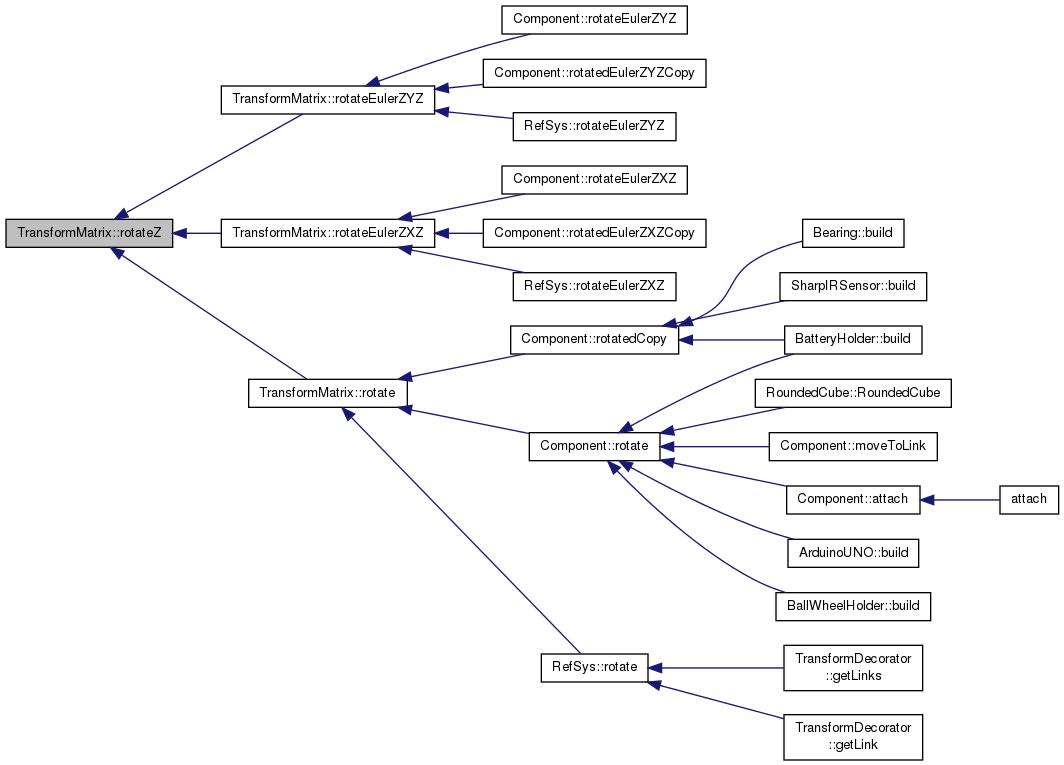 Component::rotateEulerZYZ
Component::rotatedEulerZYZCopy
TransformMatrix::rotateEulerZYZ
RefSys::rotateEulerZYZ
Component::rotateEulerZXZ
TransformMatrix::rotateZ
TransformMatrix::rotateEulerZXZ
Component::rotatedEulerZXZCopy
Bearing::build
RefSys::rotateEulerZXZ
SharpIRSensor::build
Component::rotatedCopy
BatteryHolder::build
TransformMatrix::rotate
RoundedCube::RoundedCube
Component::rotate
Component::moveToLink
Component::attach
attach
ArduinoUNO::build
BallWheelHolder::build
RefSys::rotate
TransformDecorator
::getLinks
TransformDecorator
::getLink